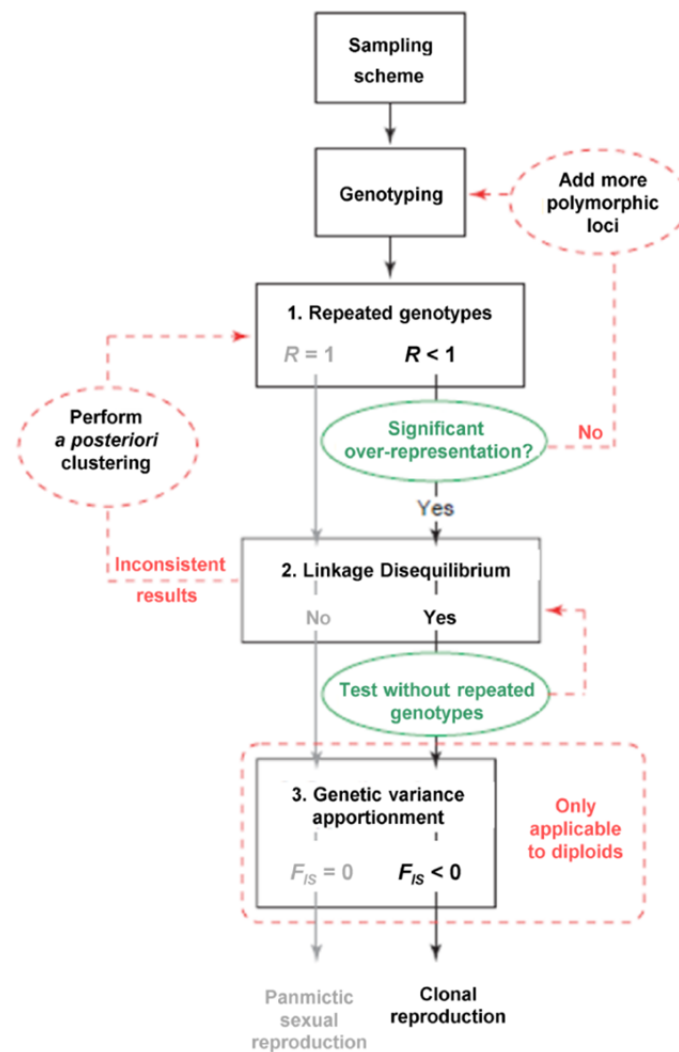 Sampling
scheme
Genotyping
Add more
polymorphic
loci
1. Repeated genotypes
R = 1 R < 1
Perform
a posteriori
clustering
Significant
over-representation?
No
Yes
Inconsistent
results
2. Linkage Disequilibrium
No Yes
Test without repeated
genotypes
3. Genetic variance
apportionment
Only
applicable
to diploids
FIS = 0 FIS < 0
Panmictic
sexual
reproduction
Clonal
reproduction